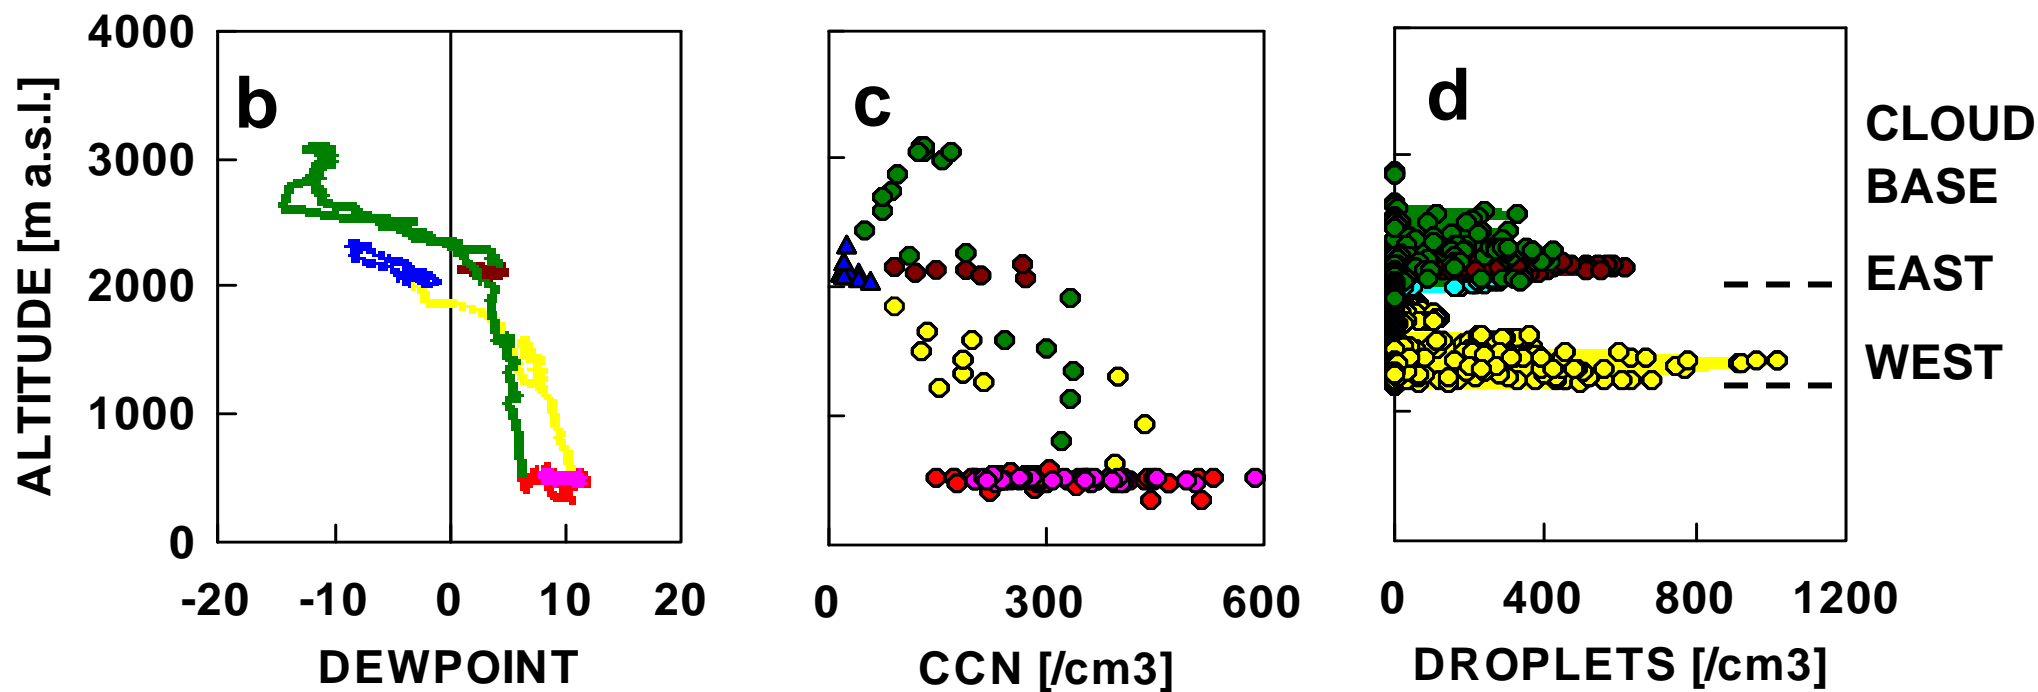 4000
3000
2000
1000
0
ALTITUDE [m a.s.l.]
b
-20 -10 0 10 20
DEWPOINT
c
0 300 600
CCN [/cm3]
d
0 400 800 1200
DROPLETS [/cm3]
CLOUD
BASE
EAST
WEST